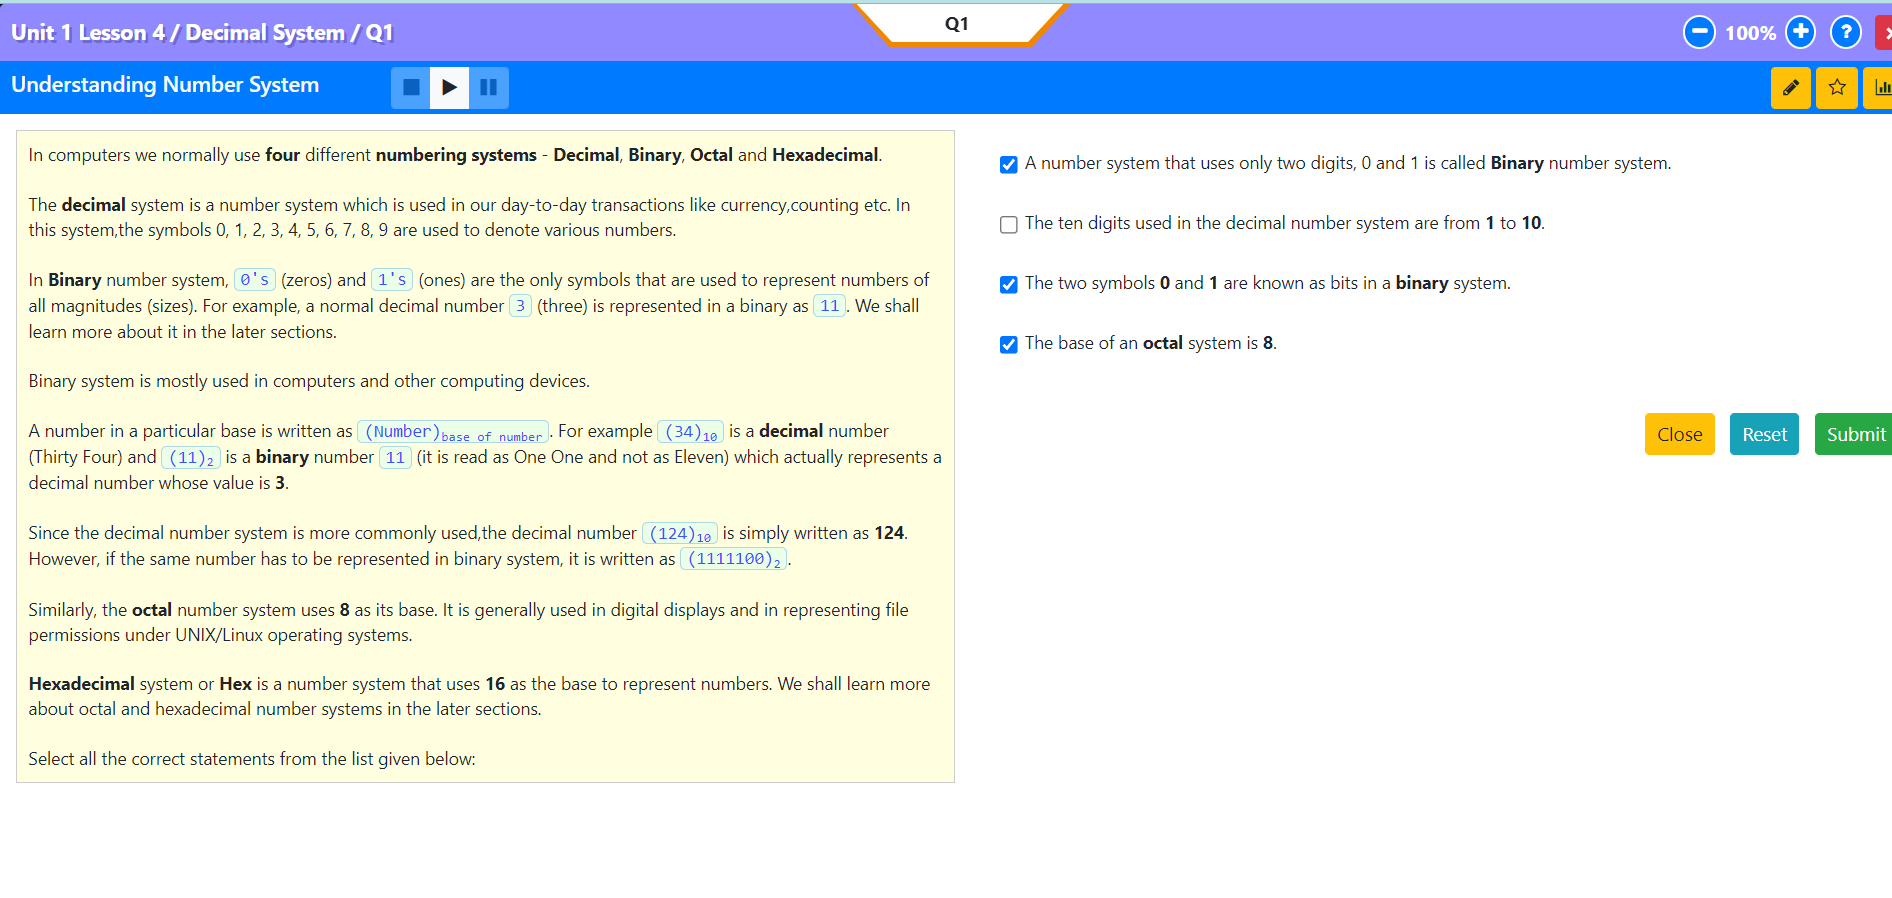 Unit 1 Lesson 4 / Decimal System / Q1
Q1
100%
?
Understanding Number System
In computers we normally use four different numbering systems - Decimal, Binary, Octal and Hexadecimal.
The decimal system is a number system which is used in our day-to-day transactions like currency,counting etc. In
this system,the symbols 0, 1, 2, 3, 4, 5, 6, 7, 8, 9 are used to denote various numbers.
In Binary number system, 0's (zeros) and 1's (ones) are the only symbols that are used to represent numbers of
all magnitudes (sizes). For example, a normal decimal number 3 (three) is represented in a binary as 11. We shall
learn more about it in the later sections.
Binary system is mostly used in computers and other computing devices.
A number in a particular base is written as (Number)base of number. For example (34)10 is a decimal number
(Thirty Four) and (11)2 is a binary number 11 (it is read as One One and not as Eleven) which actually represents a
decimal number whose value is 3.
Since the decimal number system is more commonly used,the decimal number (124)10 is simply written as 124.
However, if the same number has to be represented in binary system, it is written as (1111100)2.
Similarly, the octal number system uses 8 as its base. It is generally used in digital displays and in representing file
permissions under UNIX/Linux operating systems.
Hexadecimal system or Hex is a number system that uses 16 as the base to represent numbers. We shall learn more
about octal and hexadecimal number systems in the later sections.
Select all the correct statements from the list given below:
A number system that uses only two digits, 0 and 1 is called Binary number system.
The ten digits used in the decimal number system are from 1 to 10.
The two symbols 0 and 1 are known as bits in a binary system.
The base of an octal system is 8.
Close
Reset
Submit